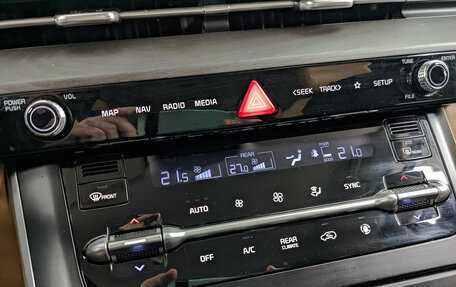 POWER
PUSH
VOL
MAP NAV RADIO MEDIA
<SEEK TRACK> ☆ SETUP
TUNE
ENTER
FILE
FRONT
REAR
21.5
REAR
27.0
21.0
AUTO
SYNC
OFF A/C REAR
CLIMATE